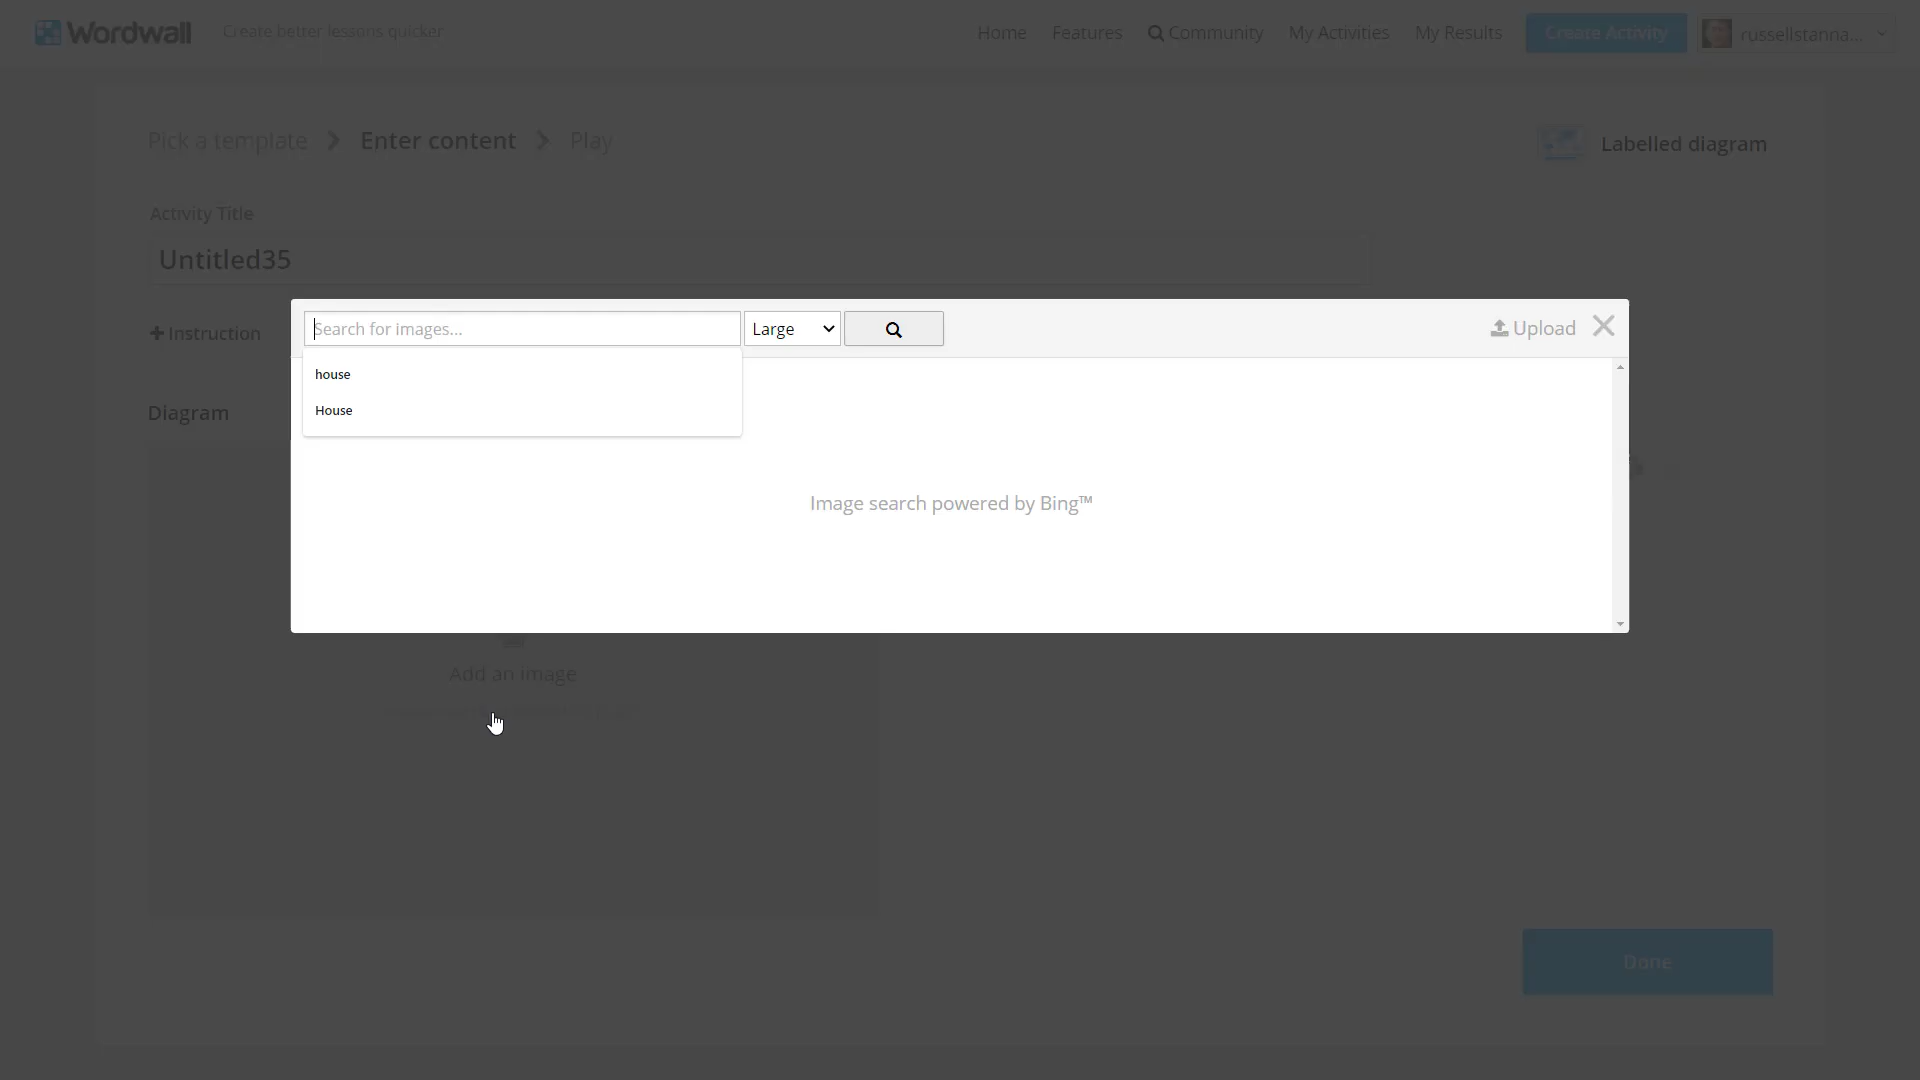 Wordwall Create better lessons quicker Home Features Community My Activities My Results Create Activity russellstanna...
Pick a template Enter content Play Labelled diagram
Activity Title
Untitled35
Search for images... Large Upload
+ Instruction
house
House
Diagram
Image search powered by Bing™
Add an image
Done